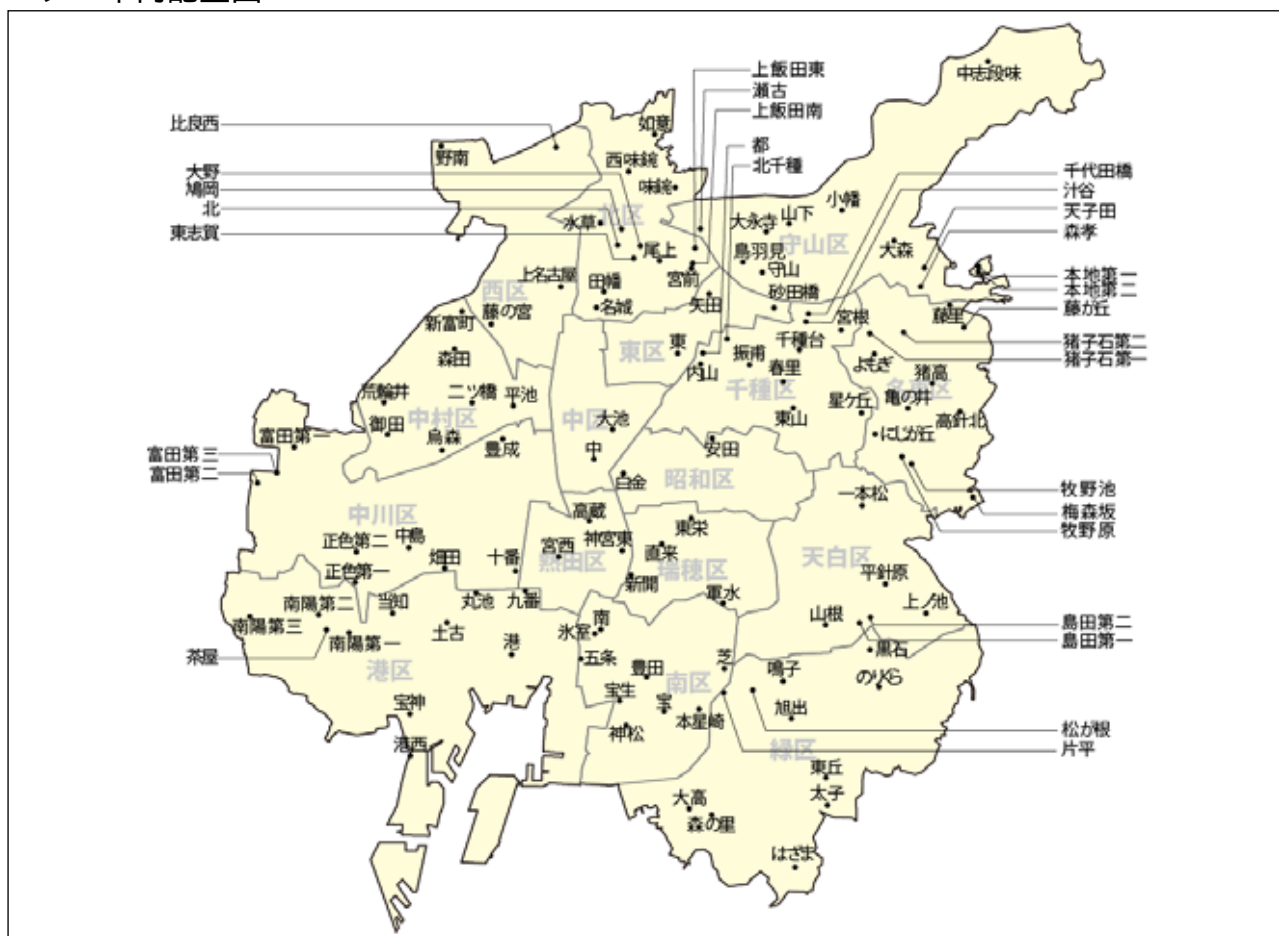 上飯田東
瀬古
上飯田南
都
北千種
中志段味
比良西
大野
鳩岡
北
東志賀
野南
如意
西味鋺
味鋺
北区
水草
尾上
宮前
大永寺
山下
小幡
守山区
大森
鳥羽見
守山
千代田橋
汁谷
天子田
森孝
本地第一
本地第二
藤が丘
猪子石第二
猪子石第一
上名古屋
西区
田幡
名城
矢田
砂田橋
宮根
藤里
新富町
藤の宮
森田
東区
東
内山
振甫
千種台
春里
千種区
よもぎ
猪高
名東区
亀の井
高針北
荒輪井
二ツ橋
平池
中村区
御田
烏森
豊成
中区
大池
中
東山
星ケ丘
にじが丘
安田
昭和区
白金
富田第一
富田第三
富田第二
牧野池
梅森坂
牧野原
一本松
中川区
中島
正色第二
正色第一
畑田
十番
高蔵
宮西
神宮東
熱田区
東栄
直来
瑞穂区
新開
軍水
天白区
平針原
上ノ池
山根
島田第二
島田第一
黒石
南陽第二
南陽第三
南陽第一
茶屋
当知
丸池
九番
土古
港
港区
氷室
南
五条
豊田
南区
宝生
宝
神松
本星崎
芝
鳴子
のりくら
旭出
松が根
片平
緑区
宝神
港西
東丘
太子
大高
森の里
はざま